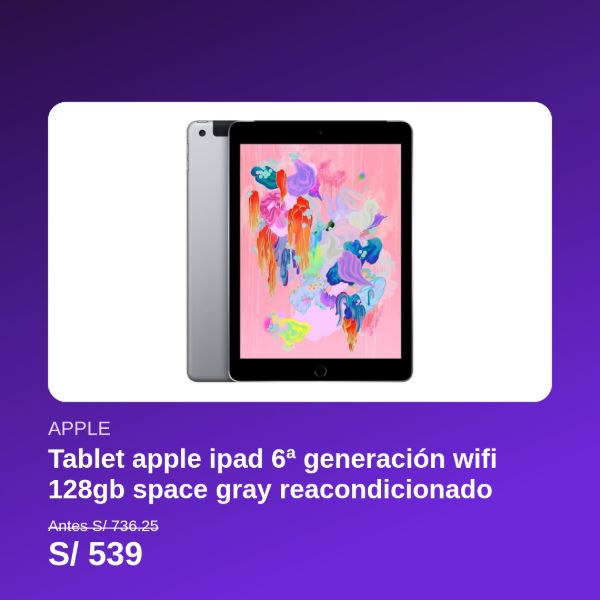 APPLE
Tablet apple ipad 6ª generación wifi
128gb space gray reacondicionado
Antes S/ 736.25
S/ 539